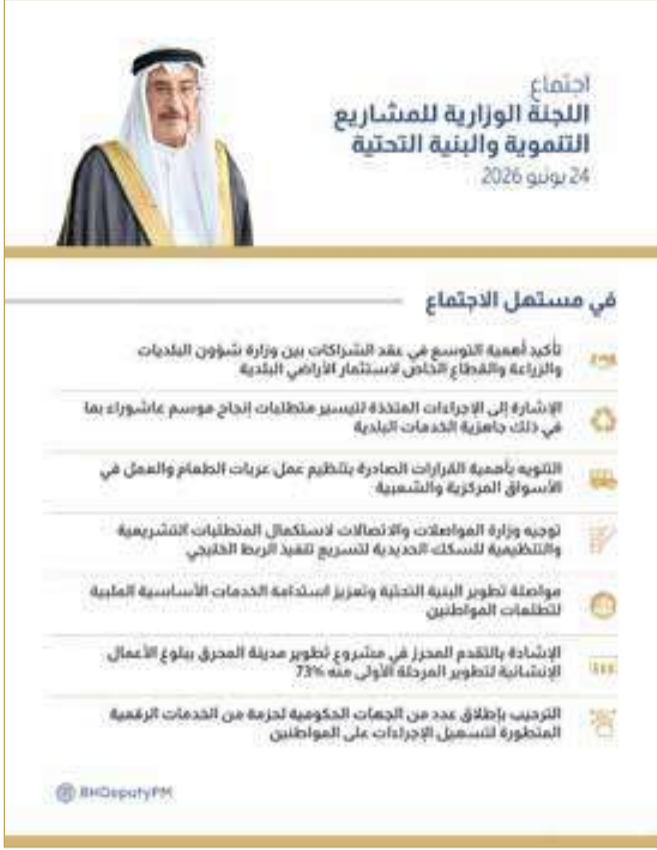 اجتماع
اللجنة الوزارية للمشاريع
التنموية والبنية التحتية
24 يونيو 2026
في مستهل الاجتماع
تأكيد أهمية التوسع في عقد الشراكات بين وزارة شؤون البلديات
والزراعة والقطاع الخاص لاستثمار الأراضي البلدية
الإشارة إلى الإجراءات المتخذة لتيسير متطلبات إنجاح موسم عاشوراء بما
في ذلك جاهزية الخدمات البلدية
التنويه بأهمية القرارات الصادرة بتنظيم عمل عربات الطعام والعمل في
الأسواق المركزية والشعبية
توجيه وزارة المواصلات والاتصالات لاستكمال المتطلبات التشريعية
والتنظيمية للسكك الحديدية لتسريع تنفيذ الربط الخليجي
مواصلة تطوير البنية التحتية وتعزيز استدامة الخدمات الأساسية الملبية
لتطلعات المواطنين
الإشادة بالتقدم المحرز في مشروع تطوير مدينة المحرق ببلوغ الأعمال
الإنشائية لتطوير المرحلة الأولى منه 73%
الترحيب بإطلاق عدد من الجهات الحكومية لحزمة من الخدمات الرقمية
المتطورة لتسهيل الإجراءات على المواطنين
BHDeputyPM